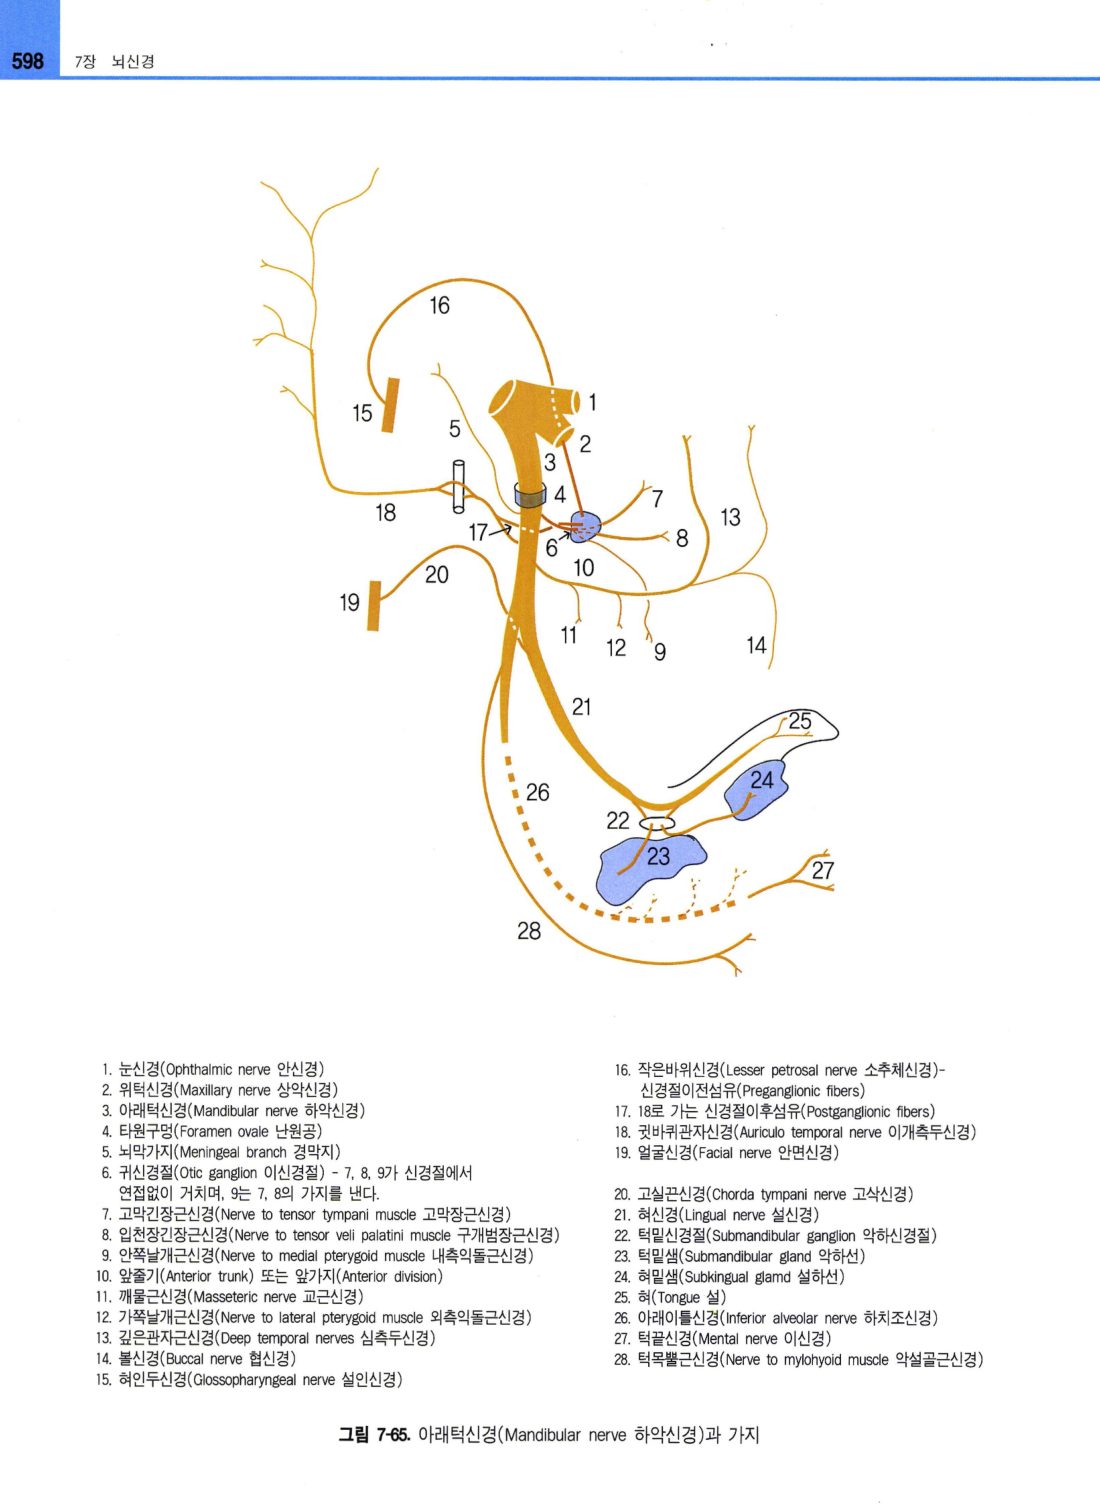 598 7장 뇌신경
16
15
5
1
2
3
4
7
18
17
13
6
8
20
10
19
11
12
9
14
21
25
24
26
22
23
27
28
1. 눈신경(Ophthalmic nerve 안신경)
2. 위턱신경(Maxillary nerve 상악신경)
3. 아래턱신경(Mandibular nerve 하악신경)
4. 타원구멍(Foramen ovale 난원공)
5. 뇌막가지(Meningeal branch 경막지)
6. 귀신경절(Otic ganglion 이신경절) - 7, 8, 9가 신경절에서
연접없이 거치며, 9는 7, 8의 가지를 낸다.
7. 고막긴장근신경(Nerve to tensor tympani muscle 고막장근신경)
8. 입천장긴장근신경(Nerve to tensor veli palatini muscle 구개범장근신경)
9. 안쪽날개근신경(Nerve to medial pterygoid muscle 내측익돌근신경)
10. 앞줄기(Anterior trunk) 또는 앞가지(Anterior division)
11. 깨물근신경(Masseteric nerve 교근신경)
12. 가쪽날개근신경(Nerve to lateral pterygoid muscle 외측익돌근신경)
13. 깊은관자근신경(Deep temporal nerves 심측두신경)
14. 볼신경(Buccal nerve 협신경)
15. 혀인두신경(Glossopharyngeal nerve 설인신경)
16. 작은바위신경(Lesser petrosal nerve 소추체신경)-
신경절이전섬유(Preganglionic fibers)
17. 18로 가는 신경절이후섬유(Postganglionic fibers)
18. 귓바퀴관자신경(Auriculo temporal nerve 이개측두신경)
19. 얼굴신경(Facial nerve 안면신경)
20. 고실끈신경(Chorda tympani nerve 고삭신경)
21. 혀신경(Lingual nerve 설신경)
22. 턱밑신경절(Submandibular ganglion 악하신경절)
23. 턱밑샘(Submandibular gland 악하선)
24. 혀밑샘(Subkingual glamd 설하선)
25. 혀(Tongue 설)
26. 아래이틀신경(Inferior alveolar nerve 하치조신경)
27. 턱끝신경(Mental nerve 이신경)
28. 턱목뿔근신경(Nerve to mylohyoid muscle 악설골근신경)
그림 7-65. 아래턱신경(Mandibular nerve 하악신경)과 가지